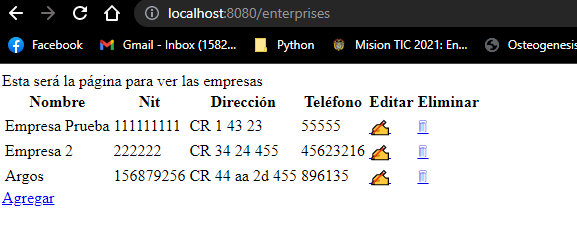 localhost:8080/enterprises
Facebook Gmail - Inbox (1582... Python Mision TIC 2021: En... Osteogenesis
Esta será la página para ver las empresas
Nombre Nit Dirección Teléfono Editar Eliminar
Empresa Prueba 111111111 CR 1 43 23 55555
Empresa 2 222222 CR 34 24 455 45623216
Argos 156879256 CR 44 aa 2d 455 896135
Agregar